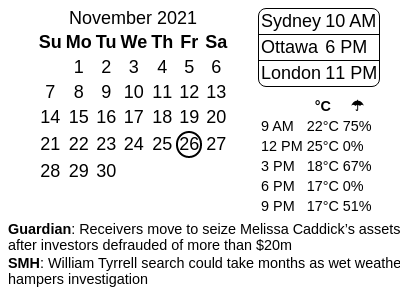 November 2021
Su Mo Tu We Th Fr Sa
1 2 3 4 5 6
7 8 9 10 11 12 13
14 15 16 17 18 19 20
21 22 23 24 25 26 27
28 29 30
Sydney 10 AM
Ottawa 6 PM
London 11 PM
°C ☂
9 AM 22°C 75%
12 PM 25°C 0%
3 PM 18°C 67%
6 PM 17°C 0%
9 PM 17°C 51%
Guardian: Receivers move to seize Melissa Caddick's assets
after investors defrauded of more than $20m
SMH: William Tyrrell search could take months as wet weathe
hampers investigation